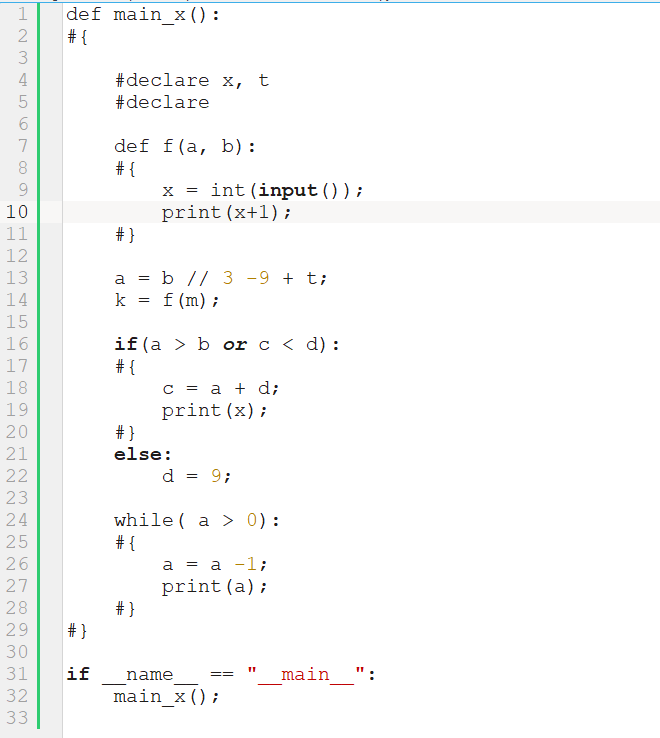 1 def main_x():
2 #{
3
4     #declare x, t
5     #declare
6
7     def f(a, b):
8     #{
9         x = int(input());
10         print(x+1);
11     #}
12
13     a = b // 3 -9 + t;
14     k = f(m);
15
16     if(a > b or c < d):
17     #{
18         c = a + d;
19         print(x);
20     #}
21     else:
22         d = 9;
23
24     while( a > 0):
25     #{
26         a = a -1;
27         print(a);
28     #}
29 #}
30
31 if __name__ == "__main__":
32     main_x();
33